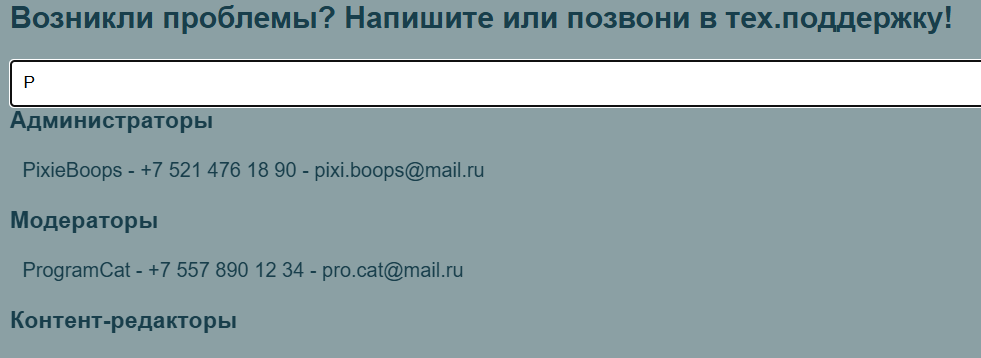 Возникли проблемы? Напишите или позвони в тех.поддержку!
P
Администраторы
PixieBoops - +7 521 476 18 90 - pixi.boops@mail.ru
Модераторы
ProgramCat - +7 557 890 12 34 - pro.cat@mail.ru
Контент-редакторы